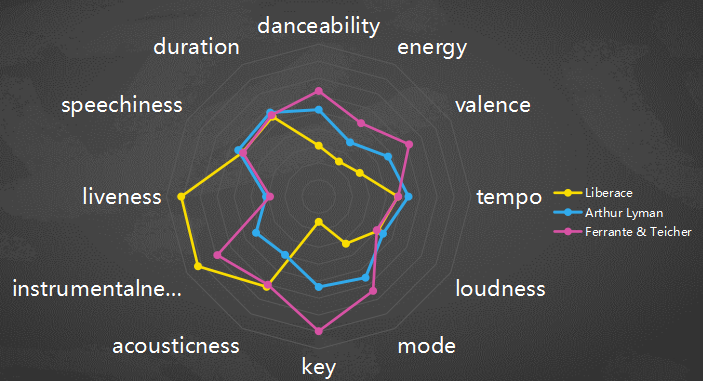 danceability
duration
energy
speechiness
valence
liveness
tempo
Liberace
Arthur Lyman
Ferrante & Teicher
instrumentalne...
loudness
acousticness
mode
key